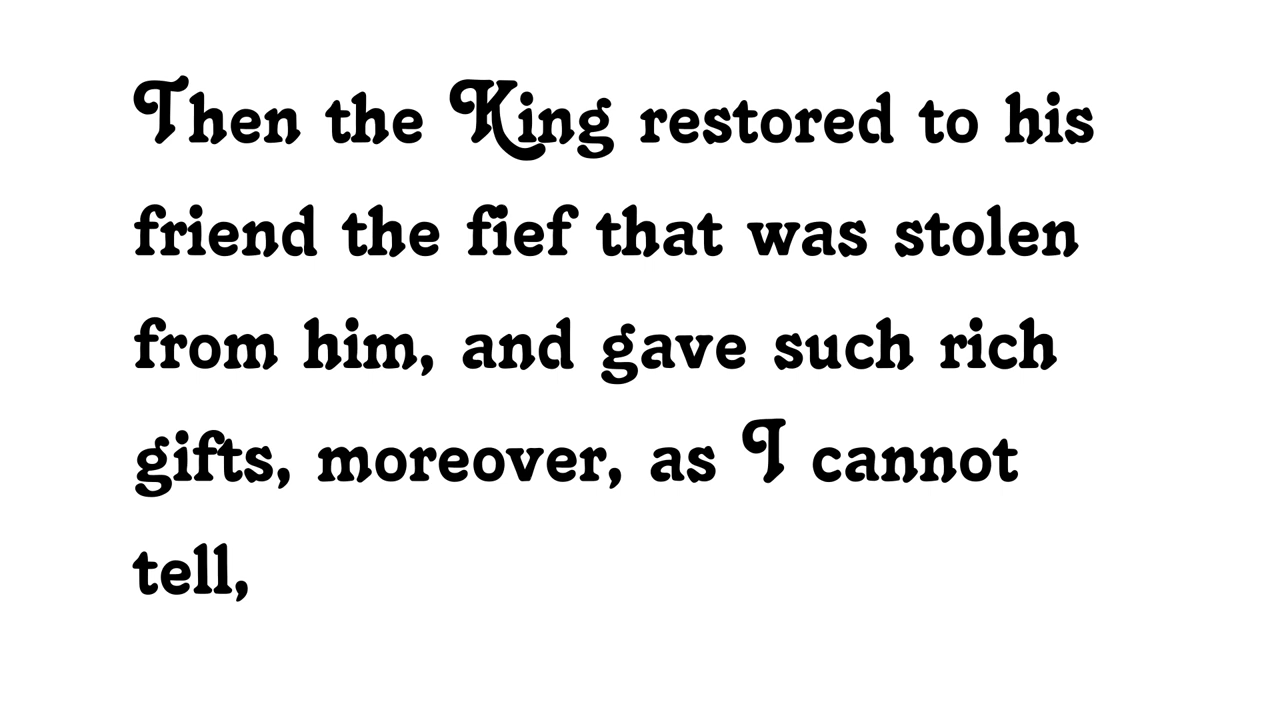 Then the King restored to his
friend the fief that was stolen
from him, and gave such rich
gifts, moreover, as I cannot
tell,